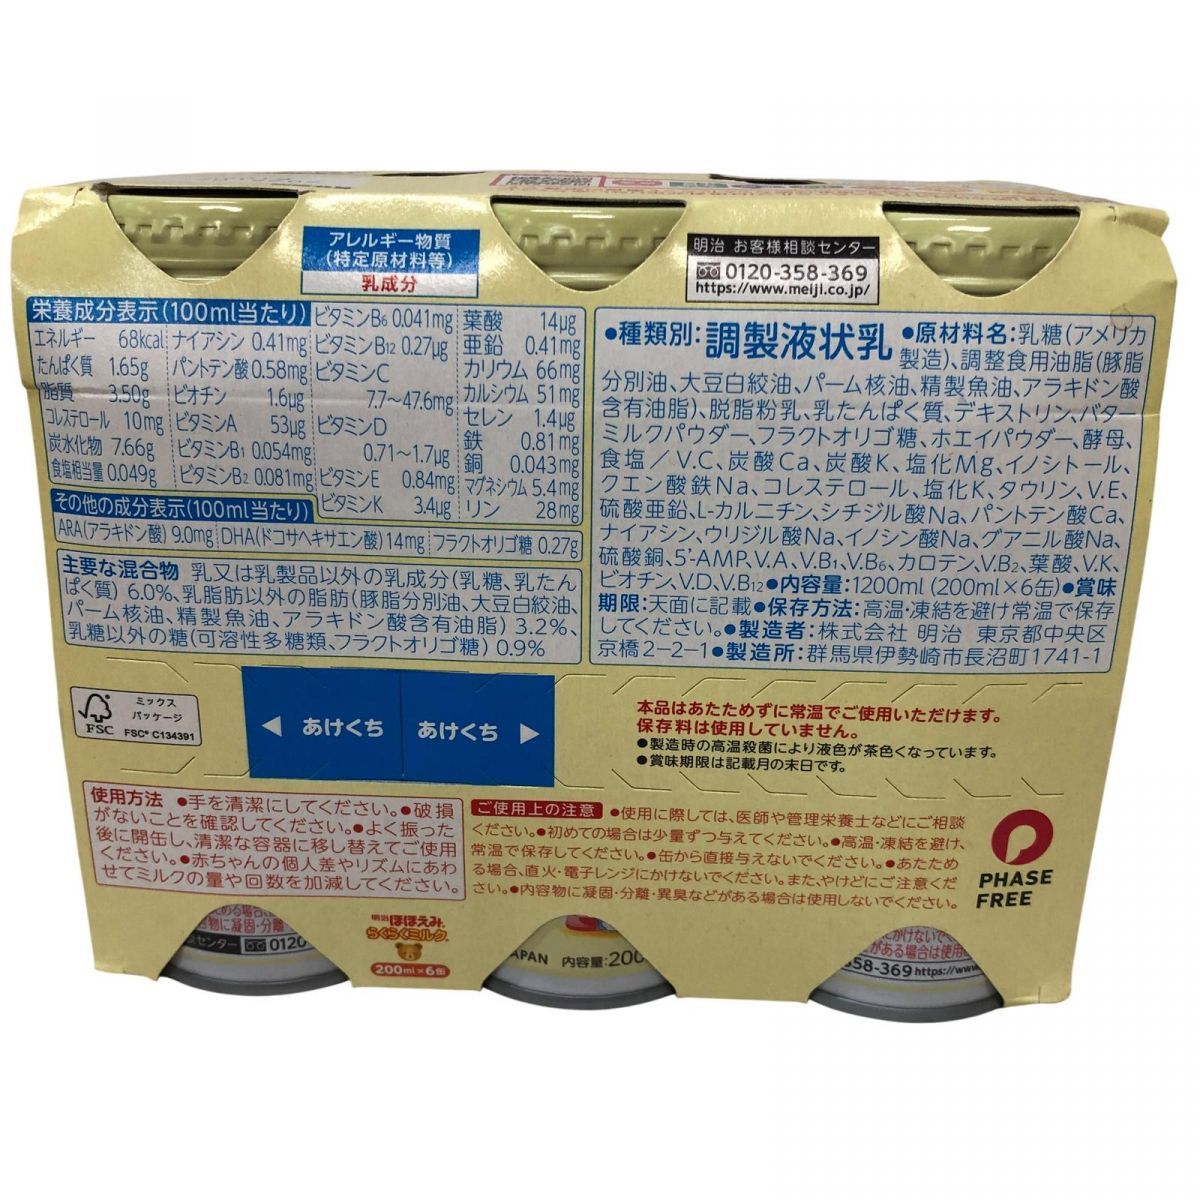 アレルギー物質
(特定原材料等)
乳成分
明治 お客様相談センター
0120-358-369
https://www.meiji.co.jp/
栄養成分表示(100ml当たり)
エネルギー 68kcal
たんぱく質 1.65g
脂質 3.50g
コレステロール 10mg
炭水化物 7.66g
食塩相当量 0.049g
ナイアシン 0.41mg
パントテン酸 0.58mg
ビオチン 1.6μg
ビタミンA 53μg
ビタミンB1 0.054mg
ビタミンB2 0.081mg
ビタミンB6 0.041mg
ビタミンB12 0.27μg
ビタミンC
7.7〜47.6mg
ビタミンD
0.71〜1.7μg
ビタミンE 0.84mg
ビタミンK 3.4μg
葉酸 14μg
亜鉛 0.41mg
カリウム 66mg
カルシウム 51mg
セレン 1.4μg
鉄 0.81mg
銅 0.043mg
マグネシウム 5.4mg
リン 28mg
その他の成分表示(100ml当たり)
ARA(アラキドン酸) 9.0mg DHA(ドコサヘキサエン酸) 14mg フラクトオリゴ糖 0.27g
主要な混合物 乳又は乳製品以外の乳成分(乳糖、乳たん
ぱく質) 6.0%、乳脂肪以外の脂肪(豚脂分別油、大豆白絞油、
パーム核油、精製魚油、アラキドン酸含有油脂) 3.2%、
乳糖以外の糖(可溶性多糖類、フラクトオリゴ糖) 0.9%
●種類別:調製液状乳 ●原材料名:乳糖(アメリカ
製造)、調整食用油脂(豚脂
分別油、大豆白絞油、パーム核油、精製魚油、アラキドン酸
含有油脂)、脱脂粉乳、乳たんぱく質、デキストリン、バター
ミルクパウダー、フラクトオリゴ糖、ホエイパウダー、酵母、
食塩/V.C、炭酸Ca、炭酸K、塩化Mg、イノシトール、
クエン酸鉄Na、コレステロール、塩化K、タウリン、V.E、
硫酸亜鉛、L-カルニチン、シチジル酸Na、パントテン酸Ca、
ナイアシン、ウリジル酸Na、イノシン酸Na、グアニル酸Na、
硫酸銅、5'-AMP、V.A、V.B1、V.B6、カロテン、V.B2、葉酸、V.K、
ビオチン、V.D、V.B12 ●内容量:1200ml(200ml×6缶) ●賞味
期限:天面に記載 ●保存方法:高温・凍結を避け常温で保存
してください。●製造者:株式会社 明治 東京都中央区
京橋2-2-1 ●製造所:群馬県伊勢崎市長沼町1741-1
FSC
ミックス
パッケージ
FSC® C134391
◀ あけくち
あけくち ▶
本品はあたためずに常温でご使用いただけます。
保存料は使用していません。
●製造時の高温殺菌により液色が茶色くなっています。
●賞味期限は記載月の末日です。
使用方法 ●手を清潔にしてください。●破損
がないことを確認してください。●よく振った
後に開缶し、清潔な容器に移し替えてご使用
ください。●赤ちゃんの個人差やリズムにあわ
せてミルクの量や回数を加減してください。
ご使用上の注意 ●使用に際しては、医師や管理栄養士などにご相談
ください。●初めての場合は少量ずつ与えてください。●高温・凍結を避け、
常温で保存してください。●缶から直接与えないでください。●あたため
る場合、直火・電子レンジにかけないでください。また、やけどにご注意くだ
さい。●内容物に凝固・分離・異臭などがある場合は使用しないでください。
PHASE
FREE
明治ほほえみ®
らくらくミルク®
200ml×6缶
物に凝固・分離
センター 0120
JAPAN 内容量:200
にかけないで
がある場合は使用
58-369 https://www